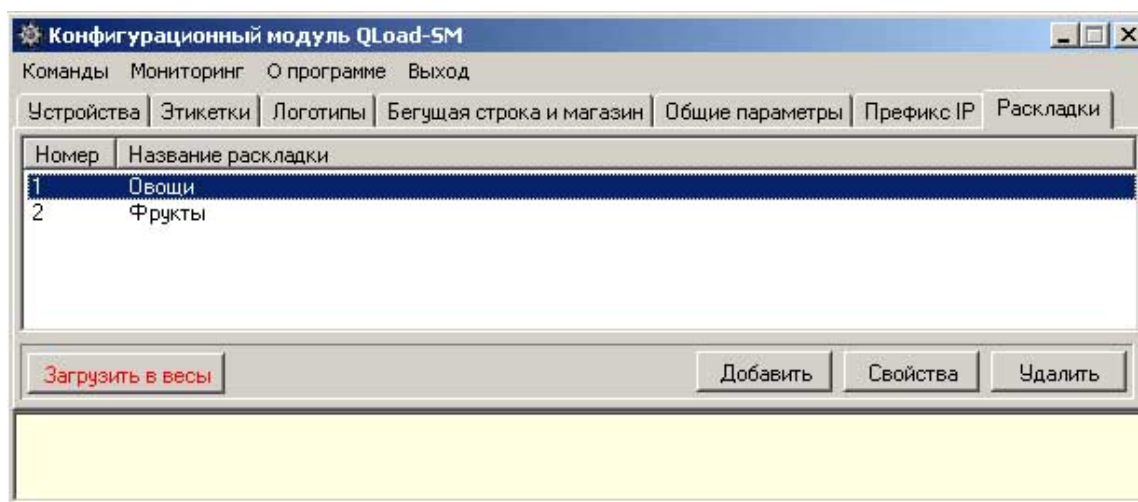 Конфигурационный модуль QLoad-SM
Команды Мониторинг О программе Выход
Устройства Этикетки Логотипы Бегущая строка и магазин Общие параметры Префикс IP Раскладки
Номер Название раскладки
1 Овощи
2 Фрукты
Загрузить в весы Добавить Свойства Удалить